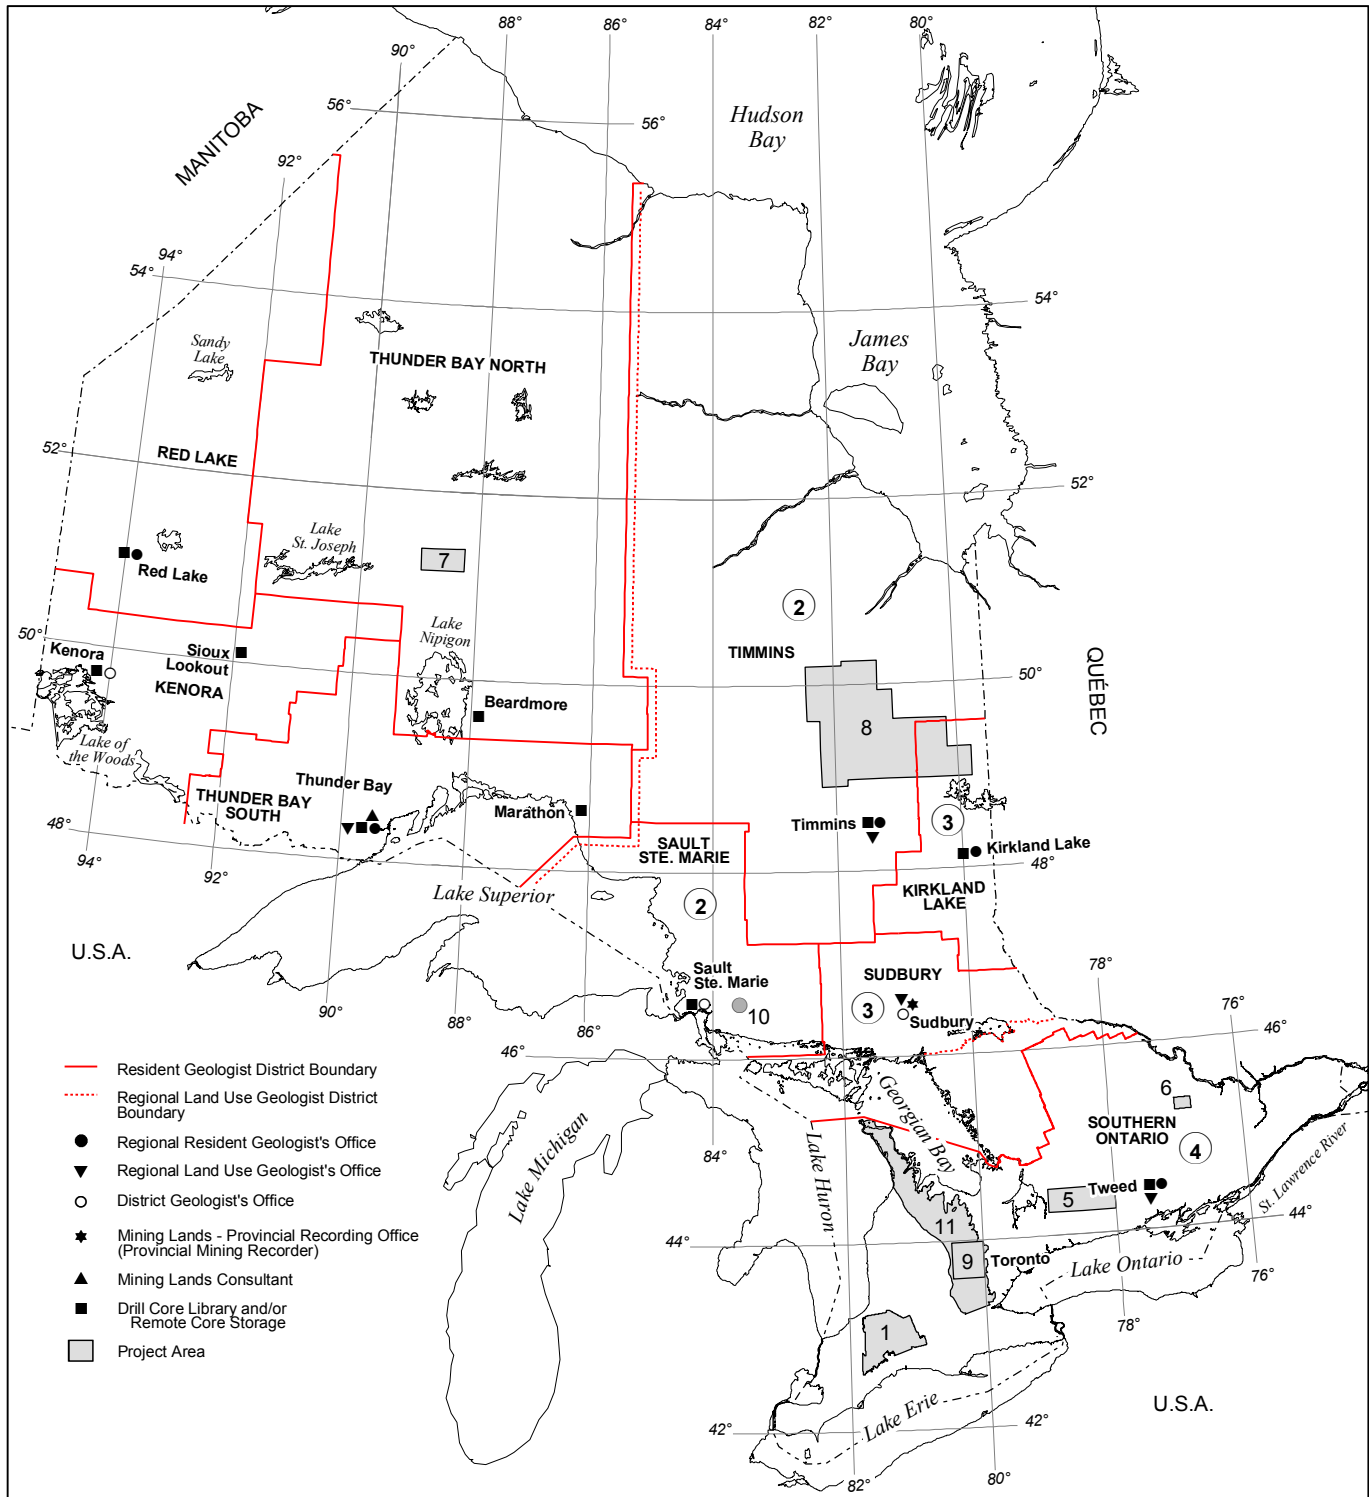 88°
86°
84°
82°
80°
90°
56°
56°
92°
MANITOBA
Hudson
Bay
94°
54°
54°
Sandy
Lake
THUNDER BAY NORTH
James
Bay
52°
RED LAKE
52°
Lake
St. Joseph
7
Red Lake
2
50°
Kenora
Sioux
Lookout
KENORA
Lake
Nipigon
TIMMINS
50°
QUÉBEC
Beardmore
8
Lake of
the Woods
Thunder Bay
THUNDER BAY
SOUTH
Marathon
48°
94°
92°
SAULT
STE. MARIE
Timmins
3
Kirkland Lake
48°
KIRKLAND
LAKE
Lake Superior
2
U.S.A.
Sault
Ste. Marie
10
SUDBURY
3
Sudbury
78°
76°
46°
90°
88°
86°
46°
Resident Geologist District Boundary
Regional Land Use Geologist District
Boundary
Regional Resident Geologist's Office
Regional Land Use Geologist's Office
District Geologist's Office
Mining Lands - Provincial Recording Office
(Provincial Mining Recorder)
Mining Lands Consultant
Drill Core Library and/or
Remote Core Storage
Project Area
Lake Michigan
84°
Lake Huron
Georgian Bay
6
SOUTHERN
ONTARIO
4
Tweed
5
St. Lawrence River
44°
44°
11
9
Toronto
Lake Ontario
76°
78°
1
Lake Erie
42°
42°
U.S.A.
82°
80°